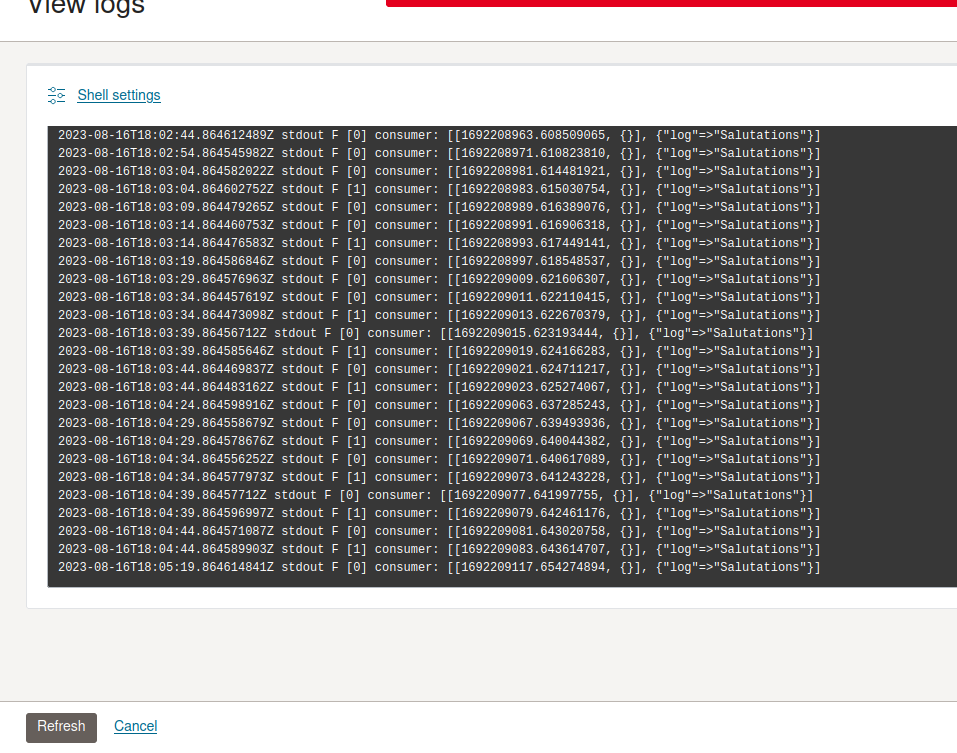 View logs
Shell settings
2023-08-16T18:02:44.864612489Z stdout F [0] consumer: [[1692208963.608509065, {}], {"log"=>"Salutations"}]
2023-08-16T18:02:54.864545982Z stdout F [0] consumer: [[1692208971.610823810, {}], {"log"=>"Salutations"}]
2023-08-16T18:03:04.864582022Z stdout F [0] consumer: [[1692208981.614481921, {}], {"log"=>"Salutations"}]
2023-08-16T18:03:04.864602752Z stdout F [1] consumer: [[1692208983.615030754, {}], {"log"=>"Salutations"}]
2023-08-16T18:03:09.864479265Z stdout F [0] consumer: [[1692208989.616389076, {}], {"log"=>"Salutations"}]
2023-08-16T18:03:14.864460753Z stdout F [0] consumer: [[1692208991.616906318, {}], {"log"=>"Salutations"}]
2023-08-16T18:03:14.864476583Z stdout F [1] consumer: [[1692208993.617449141, {}], {"log"=>"Salutations"}]
2023-08-16T18:03:19.864586846Z stdout F [0] consumer: [[1692208997.618548537, {}], {"log"=>"Salutations"}]
2023-08-16T18:03:29.864576963Z stdout F [0] consumer: [[1692209009.621606307, {}], {"log"=>"Salutations"}]
2023-08-16T18:03:34.864457619Z stdout F [0] consumer: [[1692209011.622110415, {}], {"log"=>"Salutations"}]
2023-08-16T18:03:34.864473098Z stdout F [1] consumer: [[1692209013.622670379, {}], {"log"=>"Salutations"}]
2023-08-16T18:03:39.86456712Z stdout F [0] consumer: [[1692209015.623193444, {}], {"log"=>"Salutations"}]
2023-08-16T18:03:39.864585646Z stdout F [1] consumer: [[1692209019.624166283, {}], {"log"=>"Salutations"}]
2023-08-16T18:03:44.864469837Z stdout F [0] consumer: [[1692209021.624711217, {}], {"log"=>"Salutations"}]
2023-08-16T18:03:44.864483162Z stdout F [1] consumer: [[1692209023.625274067, {}], {"log"=>"Salutations"}]
2023-08-16T18:04:24.864598916Z stdout F [0] consumer: [[1692209063.637285243, {}], {"log"=>"Salutations"}]
2023-08-16T18:04:29.864558679Z stdout F [0] consumer: [[1692209067.639493936, {}], {"log"=>"Salutations"}]
2023-08-16T18:04:29.864578676Z stdout F [1] consumer: [[1692209069.640044382, {}], {"log"=>"Salutations"}]
2023-08-16T18:04:34.864556252Z stdout F [0] consumer: [[1692209071.640617089, {}], {"log"=>"Salutations"}]
2023-08-16T18:04:34.864577973Z stdout F [1] consumer: [[1692209073.641243228, {}], {"log"=>"Salutations"}]
2023-08-16T18:04:39.86457712Z stdout F [0] consumer: [[1692209077.641997755, {}], {"log"=>"Salutations"}]
2023-08-16T18:04:39.864596997Z stdout F [1] consumer: [[1692209079.642461176, {}], {"log"=>"Salutations"}]
2023-08-16T18:04:44.864571087Z stdout F [0] consumer: [[1692209081.643020758, {}], {"log"=>"Salutations"}]
2023-08-16T18:04:44.864589903Z stdout F [1] consumer: [[1692209083.643614707, {}], {"log"=>"Salutations"}]
2023-08-16T18:05:19.864614841Z stdout F [0] consumer: [[1692209117.654274894, {}], {"log"=>"Salutations"}]
Refresh Cancel